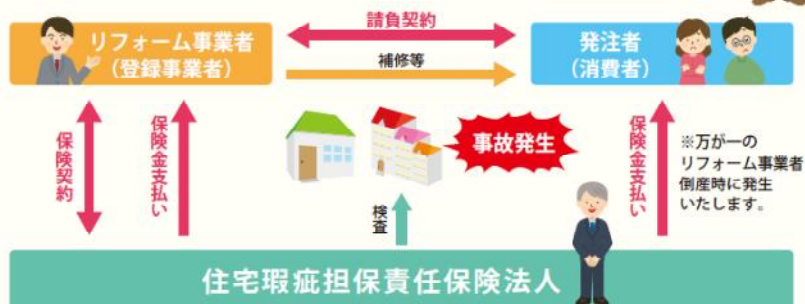 リフォーム事業者
（登録事業者）
請負契約
補修等
発注者
（消費者）
保険契約
保険金支払い
事故発生
検査
保険金支払い
※万が一の
リフォーム事業者
倒産時に発生
いたします。
住宅瑕疵担保責任保険法人